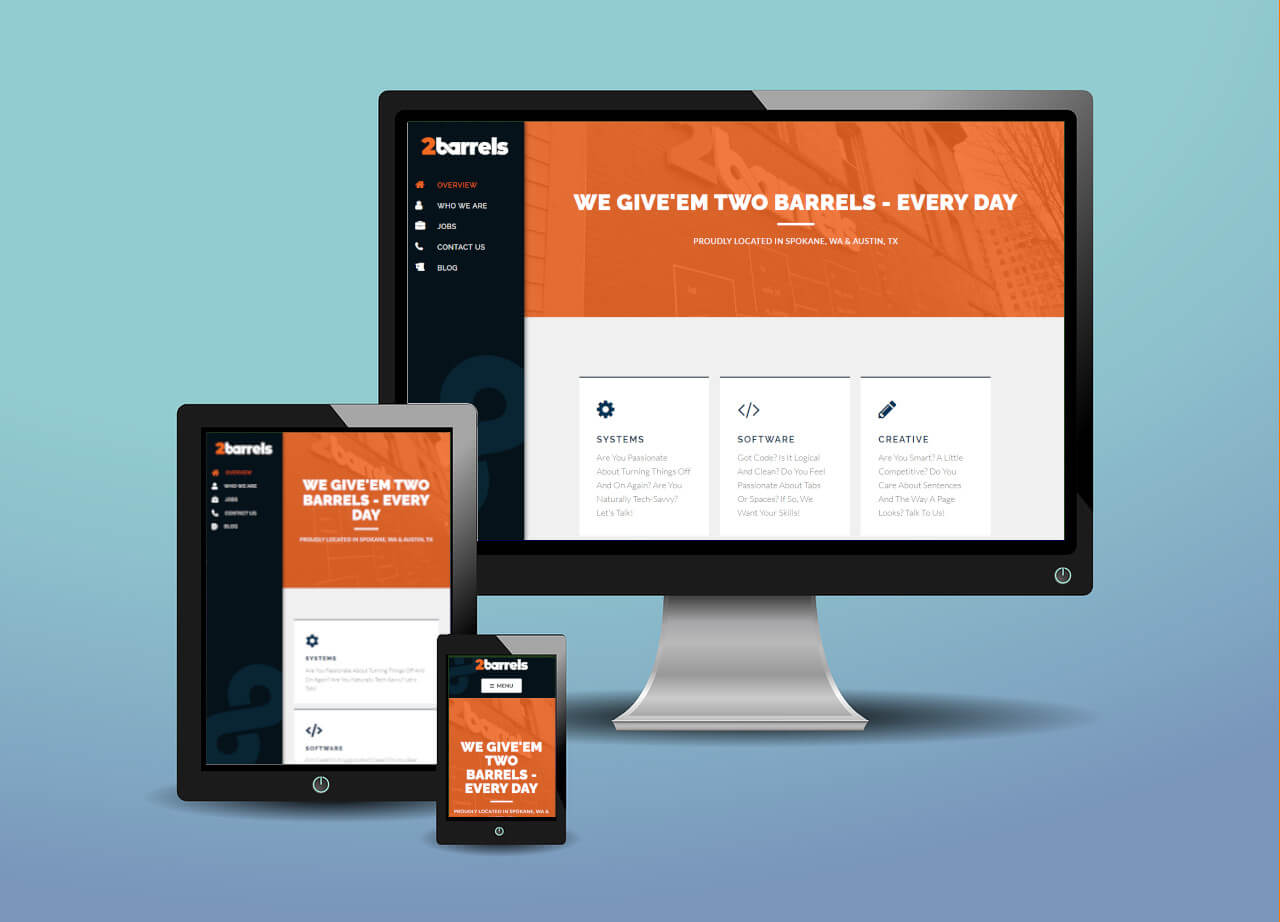 2barrels
OVERVIEW
WHO WE ARE
JOBS
CONTACT US
BLOG
WE GIVE'EM TWO BARRELS - EVERY DAY
PROUDLY LOCATED IN SPOKANE, WA & AUSTIN, TX
SYSTEMS
Are You Passionate
About Turning Things Off
And On Again? Are You
Naturally Tech-Savvy?
Let's Talk!
SOFTWARE
Got Code? Is It Logical
And Clean? Do You Feel
Passionate About Tabs
Or Spaces? If So, We
Want Your Skills!
CREATIVE
Are You Smart? A Little
Competitive? Do You
Care About Sentences
And The Way A Page
Looks? Talk To Us!
2barrels
OVERVIEW
WHO WE ARE
JOBS
CONTACT US
BLOG
WE GIVE'EM TWO
BARRELS - EVERY
DAY
PROUDLY LOCATED IN SPOKANE, WA & AUSTIN, TX
SYSTEMS
Are You Passionate About Turning Things Off And
On Again? Are You Naturally Tech-Savvy? Let's
Talk!
SOFTWARE
2barrels
≡ MENU
WE GIVE'EM
TWO
BARRELS -
EVERY DAY
PROUDLY LOCATED IN SPOKANE, WA &